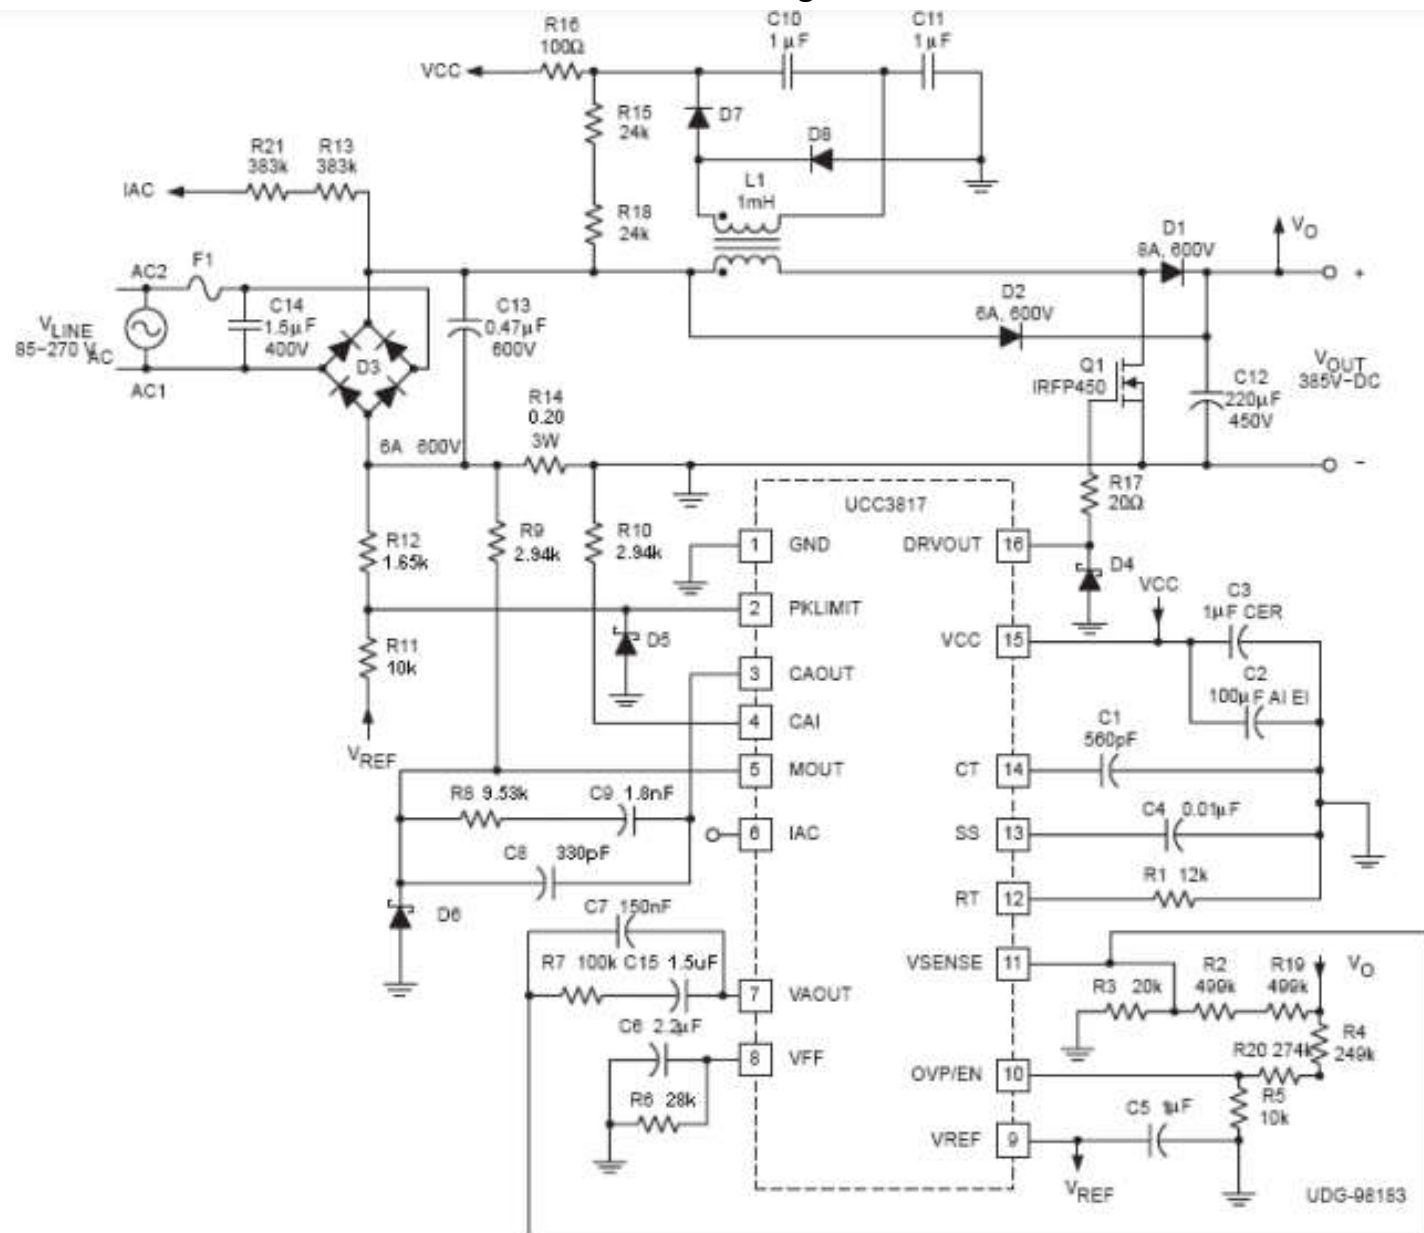 R16
100Ω
C10
1µF
C11
1µF
VCC
R15
24k
D7
D8
R21
383k
R13
383k
IAC
L1
1mH
R18
24k
D1
8A, 600V
VO
AC2
F1
+
C14
1.5µF
400V
C13
0.47µF
600V
D2
6A, 600V
VLINE
85–270 VAC
D3
Q1
IRFP450
VOUT
385V–DC
AC1
R14
0.20
3W
C12
220µF
450V
6A 600V
–
R17
20Ω
UCC3817
R12
1.65k
R9
2.94k
R10
2.94k
1 GND
DRVOUT 16
D4
VCC
C3
1µF CER
2 PKLIMIT
D5
VCC 15
R11
10k
3 CAOUT
C2
100µF AI EI
4 CAI
C1
560pF
VREF
5 MOUT
CT 14
R8 9.53k
C9 1.8nF
C4 0.01µF
6 IAC
SS 13
C8 330pF
R1 12k
RT 12
D6
C7 150nF
R7 100k C15 1.5uF
VSENSE 11
R3 20k
R2
499k
R19
499k
VO
7 VAOUT
C6 2.2µF
R4
249k
R20 274k
8 VFF
OVP/EN 10
R6 28k
R5
10k
C5 1µF
VREF 9
VREF
UDG-98183